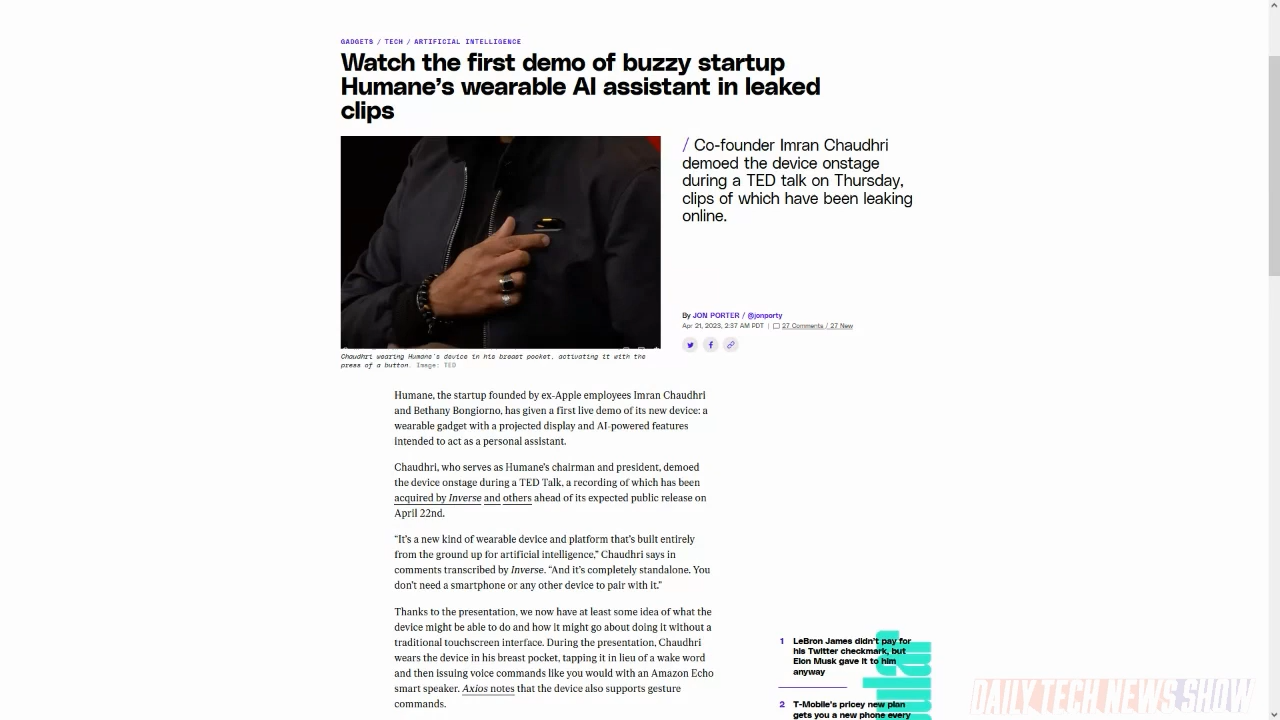 GADGETS / TECH / ARTIFICIAL INTELLIGENCE
Watch the first demo of buzzy startup
Humane’s wearable AI assistant in leaked
clips
/ Co-founder Imran Chaudhri
demoed the device onstage
during a TED talk on Thursday,
clips of which have been leaking
online.
By JON PORTER / @jonporty
Apr 21, 2023, 2:37 AM PDT | 27 Comments / 27 New
Chaudhri wearing Humane's device in his breast pocket, activating it with the
press of a button. Image: TED
Humane, the startup founded by ex-Apple employees Imran Chaudhri
and Bethany Bongiorno, has given a first live demo of its new device: a
wearable gadget with a projected display and AI-powered features
intended to act as a personal assistant.
Chaudhri, who serves as Humane’s chairman and president, demoed
the device onstage during a TED Talk, a recording of which has been
acquired by Inverse and others ahead of its expected public release on
April 22nd.
“It’s a new kind of wearable device and platform that’s built entirely
from the ground up for artificial intelligence,” Chaudhri says in
comments transcribed by Inverse. “And it’s completely standalone. You
don’t need a smartphone or any other device to pair with it.”
Thanks to the presentation, we now have at least some idea of what the
device might be able to do and how it might go about doing it without a
traditional touchscreen interface. During the presentation, Chaudhri
wears the device in his breast pocket, tapping it in lieu of a wake word
and then issuing voice commands like you would with an Amazon Echo
smart speaker. Axios notes that the device also supports gesture
commands.
1 LeBron James didn’t pay for
his Twitter checkmark, but
Elon Musk gave it to him
anyway
2 T-Mobile’s pricey new plan
gets you a new phone every
DAILY TECH NEWS SHOW